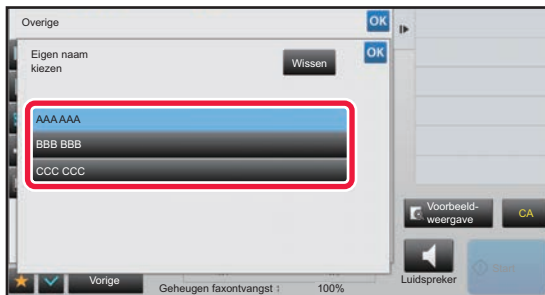 Overige
OK
Eigen naam
kiezen
Wissen
OK
AAA AAA
BBB BBB
CCC CCC
Voorbeeld-
weergave
CA
Vorige
Geheugen faxontvangst : 100%
Luidspreker
Start